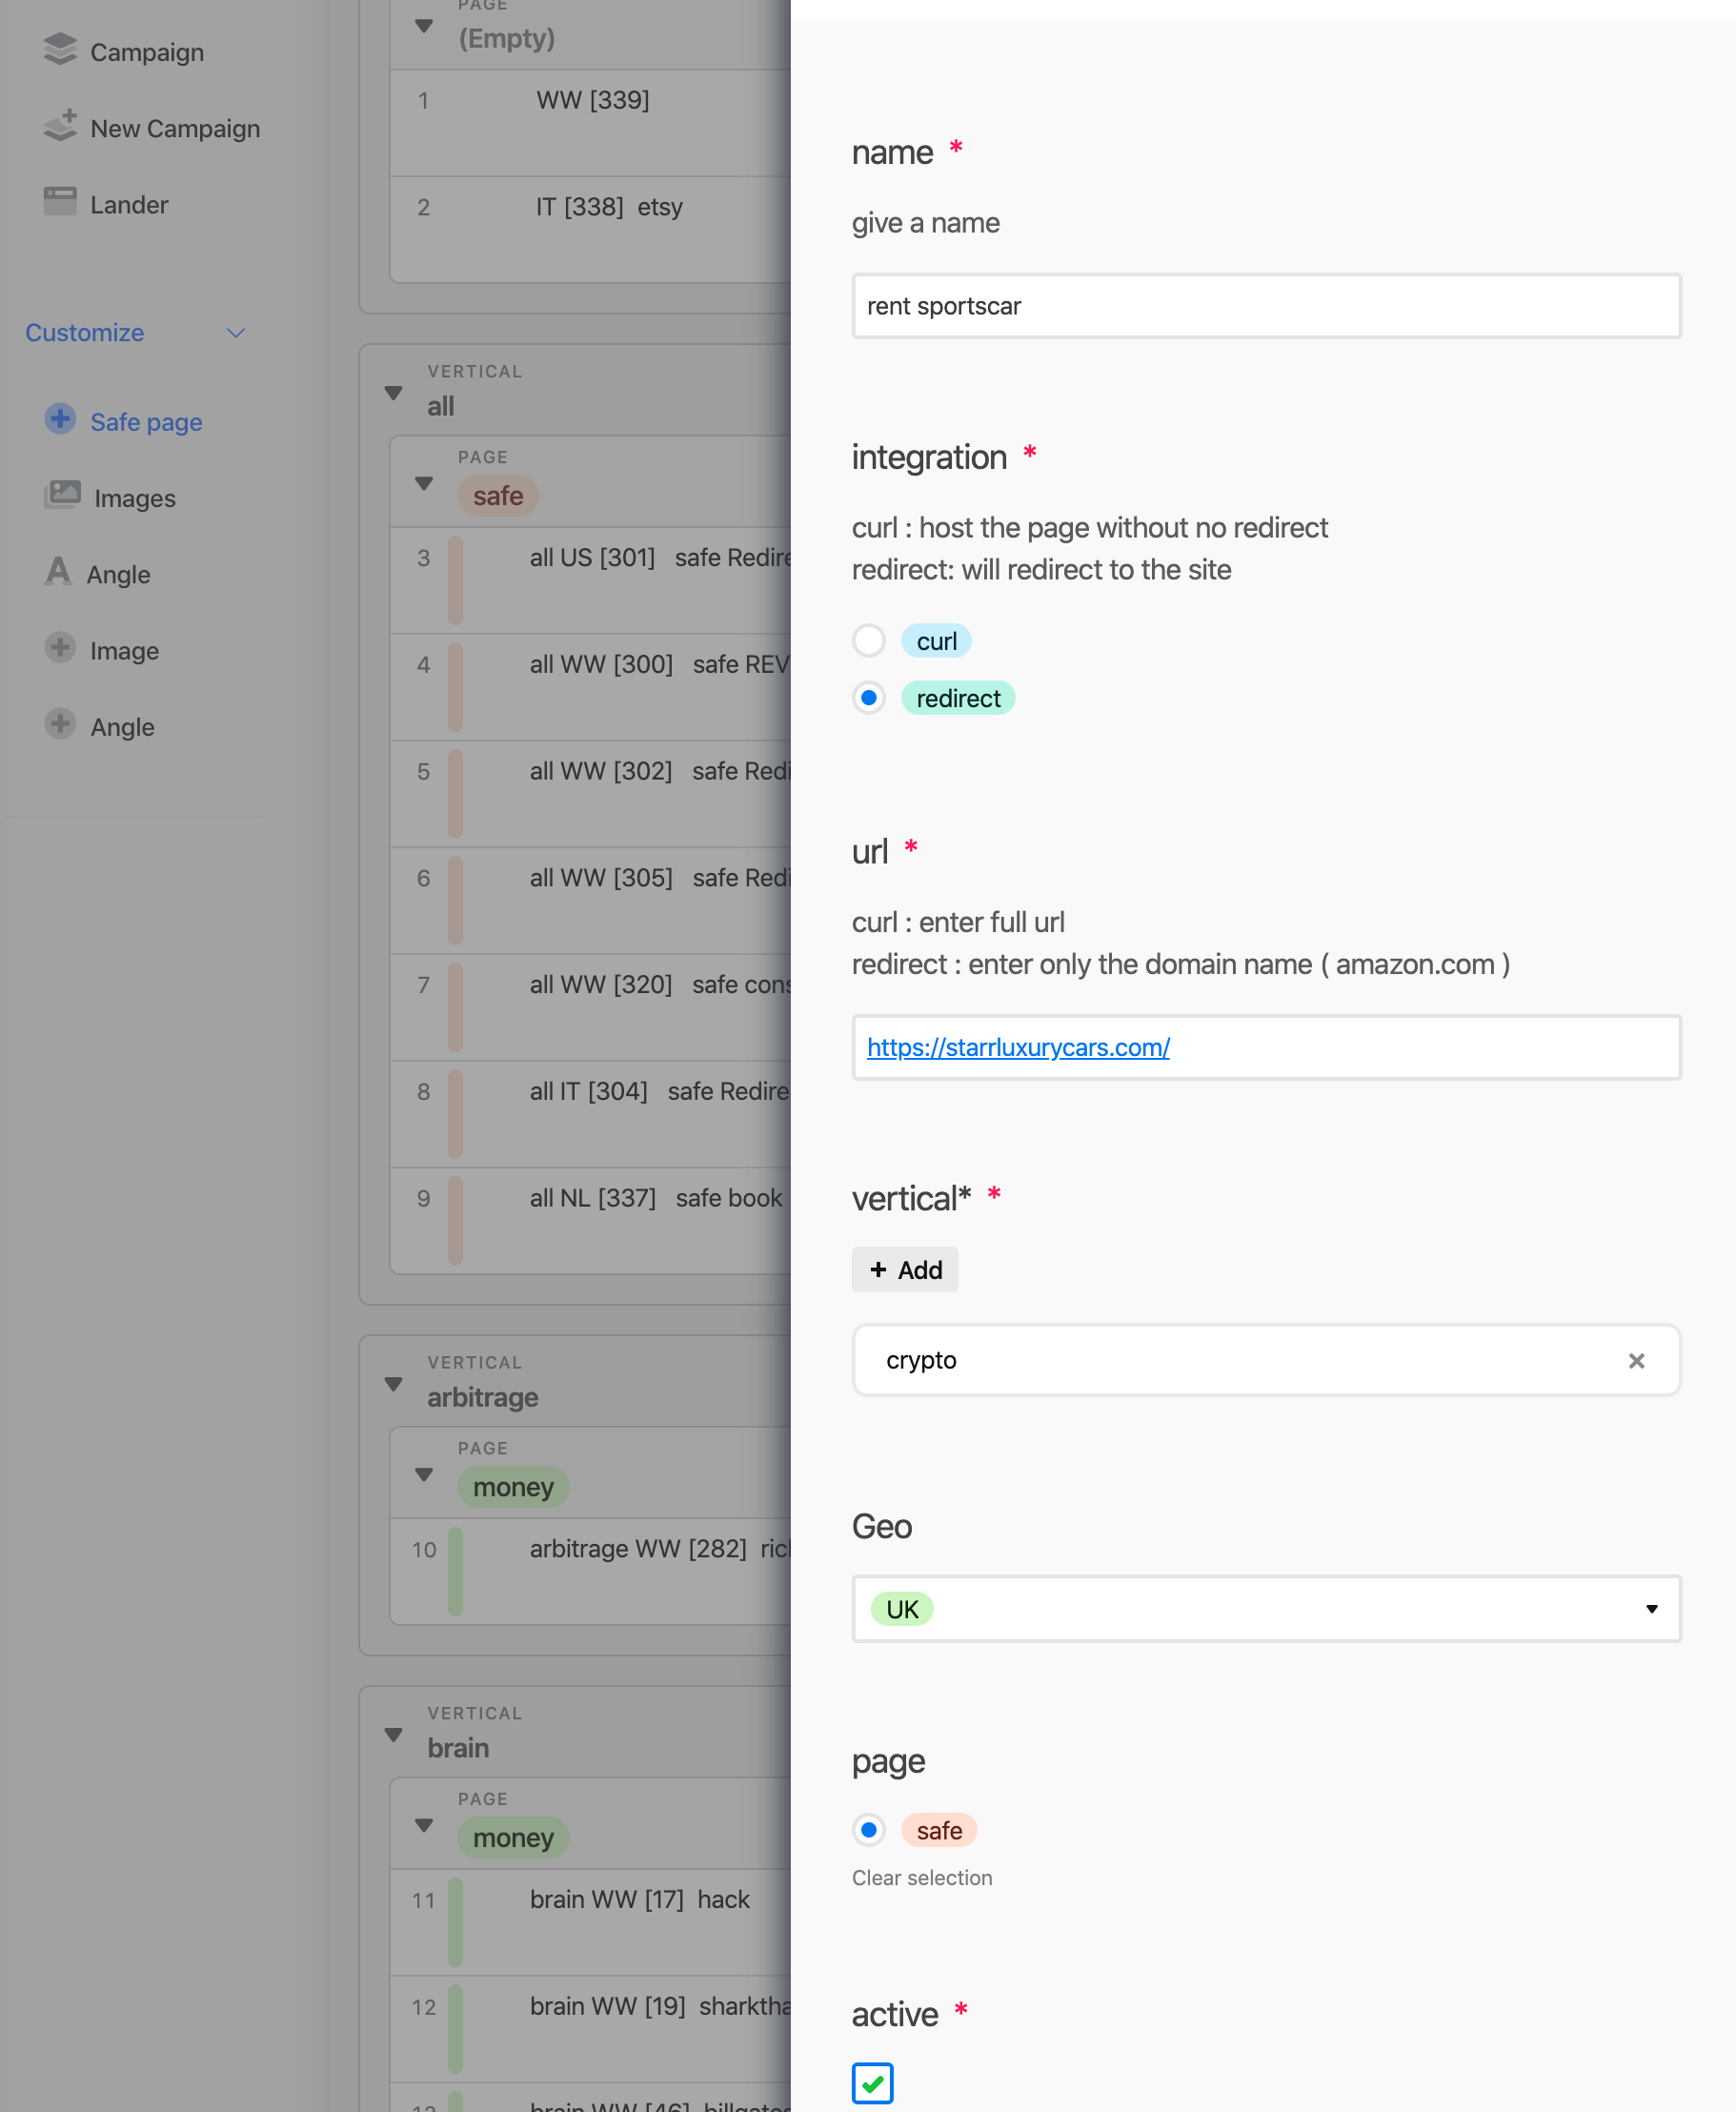 Campaign
New Campaign
Lander
Customize
Safe page
Images
Angle
Image
Angle
PAGE
(Empty)
1 WW [339]
2 IT [338] etsy
VERTICAL
all
PAGE
safe
3 all US [301] safe Redire
4 all WW [300] safe REV
5 all WW [302] safe Redi
6 all WW [305] safe Redi
7 all WW [320] safe cons
8 all IT [304] safe Redire
9 all NL [337] safe book
VERTICAL
arbitrage
PAGE
money
10 arbitrage WW [282] rich
VERTICAL
brain
PAGE
money
11 brain WW [17] hack
12 brain WW [19] sharktha
13 brain WW [46] billgates
name *
give a name
rent sportscar
integration *
curl : host the page without no redirect
redirect: will redirect to the site
curl
redirect
url *
curl : enter full url
redirect : enter only the domain name ( amazon.com )
https://starrluxurycars.com/
vertical* *
+ Add
crypto
Geo
UK
page
safe
Clear selection
active *